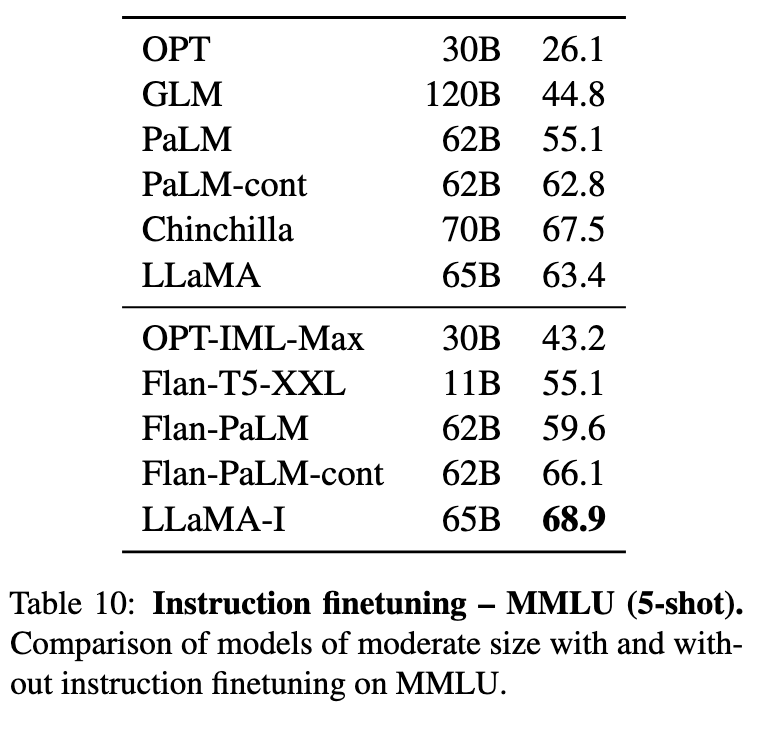 OPT 30B 26.1
GLM 120B 44.8
PaLM 62B 55.1
PaLM-cont 62B 62.8
Chinchilla 70B 67.5
LLaMA 65B 63.4
OPT-IML-Max 30B 43.2
Flan-T5-XXL 11B 55.1
Flan-PaLM 62B 59.6
Flan-PaLM-cont 62B 66.1
LLaMA-I 65B 68.9
Table 10: Instruction finetuning – MMLU (5-shot).
Comparison of models of moderate size with and with-
out instruction finetuning on MMLU.